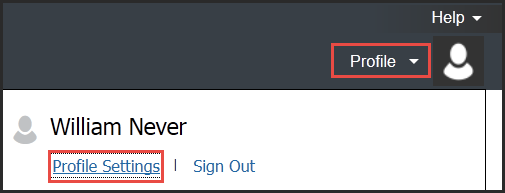 Help
Profile
William Never
Profile Settings | Sign Out